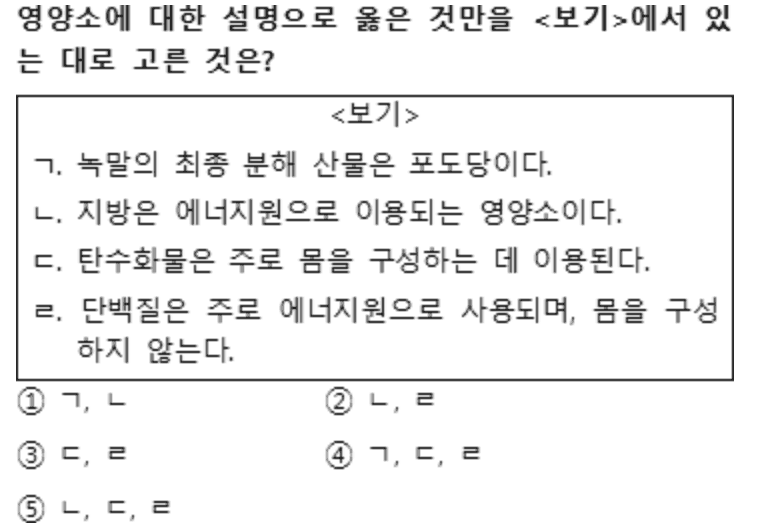 영양소에 대한 설명으로 옳은 것만을 <보기>에서 있
는 대로 고른 것은?
<보기>
ㄱ. 녹말의 최종 분해 산물은 포도당이다.
ㄴ. 지방은 에너지원으로 이용되는 영양소이다.
ㄷ. 탄수화물은 주로 몸을 구성하는 데 이용된다.
ㄹ. 단백질은 주로 에너지원으로 사용되며, 몸을 구성
하지 않는다.
① ㄱ, ㄴ ② ㄴ, ㄹ
③ ㄷ, ㄹ ④ ㄱ, ㄷ, ㄹ
⑤ ㄴ, ㄷ, ㄹ